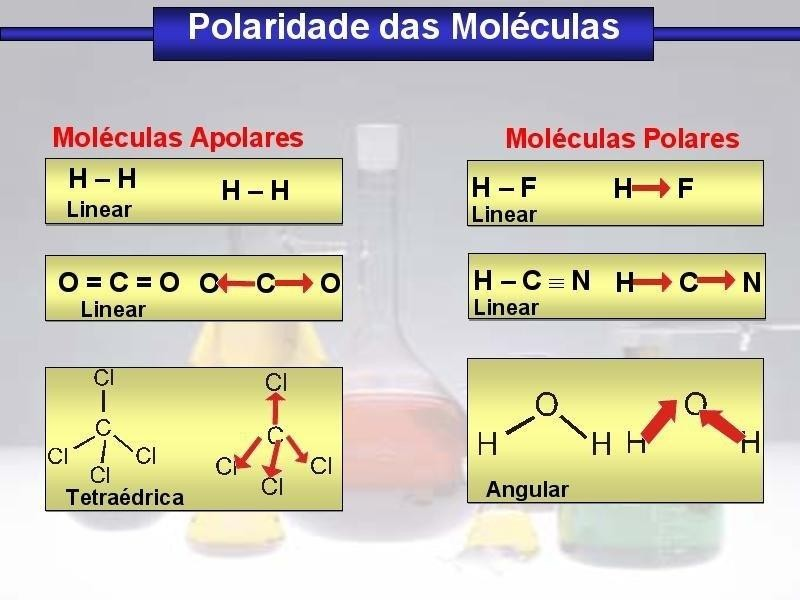 Polaridade das Moléculas
Moléculas Apolares
H – H
H – H
Linear
O = C = O
O C O
Linear
Cl
C
Cl Cl
Cl
Cl
C
Cl Cl
Cl
Tetraédrica
Moléculas Polares
H – F
H F
Linear
H – C ≡ N
H C N
Linear
O
H H
O
H H
Angular